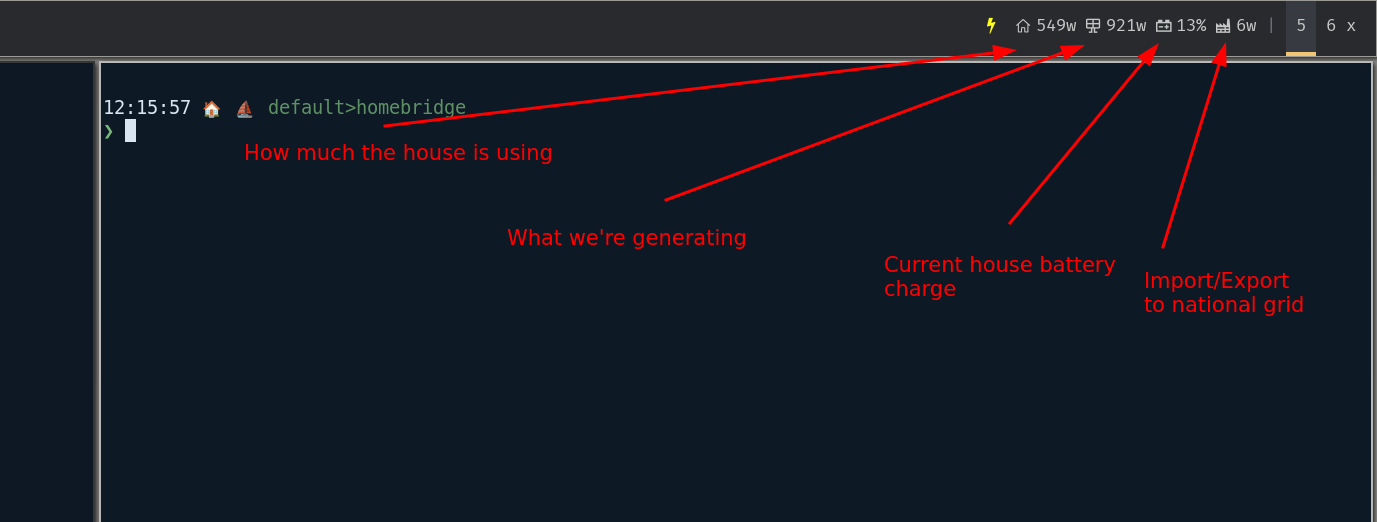 549w 921w 13% 6w | 5 6 x
12:15:57 default>homebridge
❯
How much the house is using
What we're generating
Current house battery
charge
Import/Export
to national grid